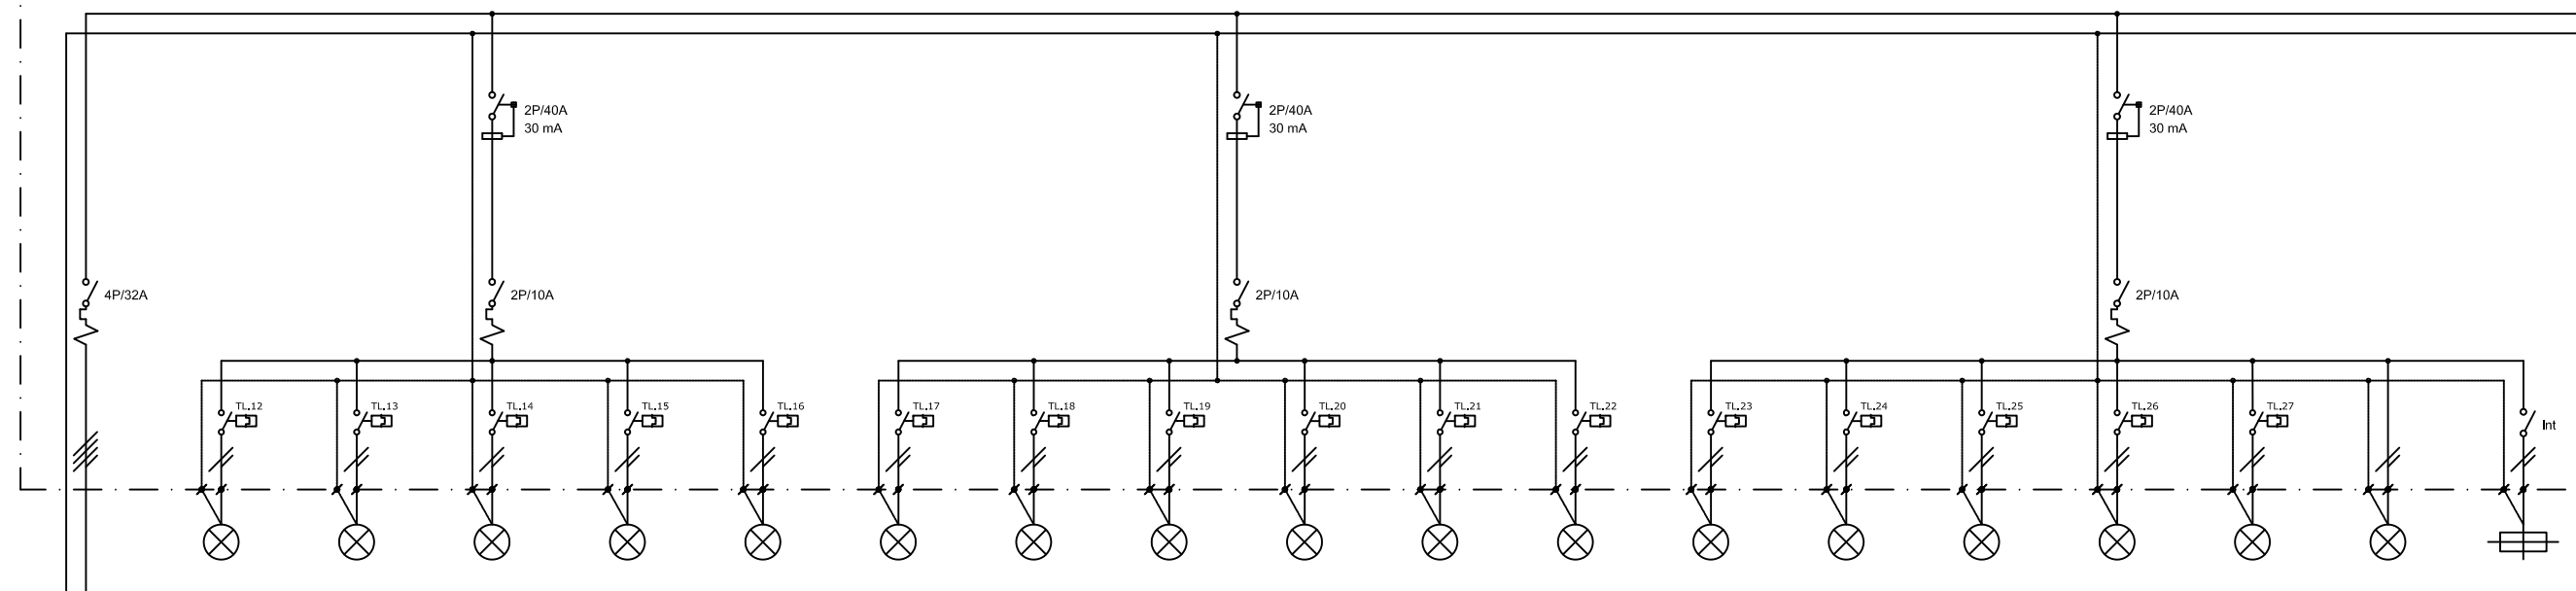 2P/40A
30 mA
2P/40A
30 mA
2P/40A
30 mA
4P/32A
2P/10A
2P/10A
2P/10A
TL.12
TL.13
TL.14
TL.15
TL.16
TL.17
TL.18
TL.19
TL.20
TL.21
TL.22
TL.23
TL.24
TL.25
TL.26
TL.27
Int